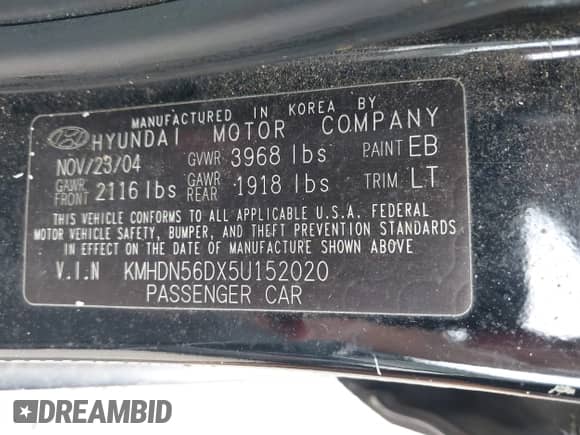 MANUFACTURED IN KOREA BY
HYUNDAI MOTOR COMPANY
NOV/23/04 GVWR 3968 lbs PAINT EB
GAWR FRONT 2116 lbs GAWR REAR 1918 lbs TRIM LT
THIS VEHICLE CONFORMS TO ALL APPLICABLE U.S.A. FEDERAL
MOTOR VEHICLE SAFETY, BUMPER, AND THEFT PREVENTION STANDARDS
IN EFFECT ON THE DATE OF MANUFACTURE SHOWN ABOVE
V.I.N KMHDN56DX5U152020
PASSENGER CAR
DREAMBID